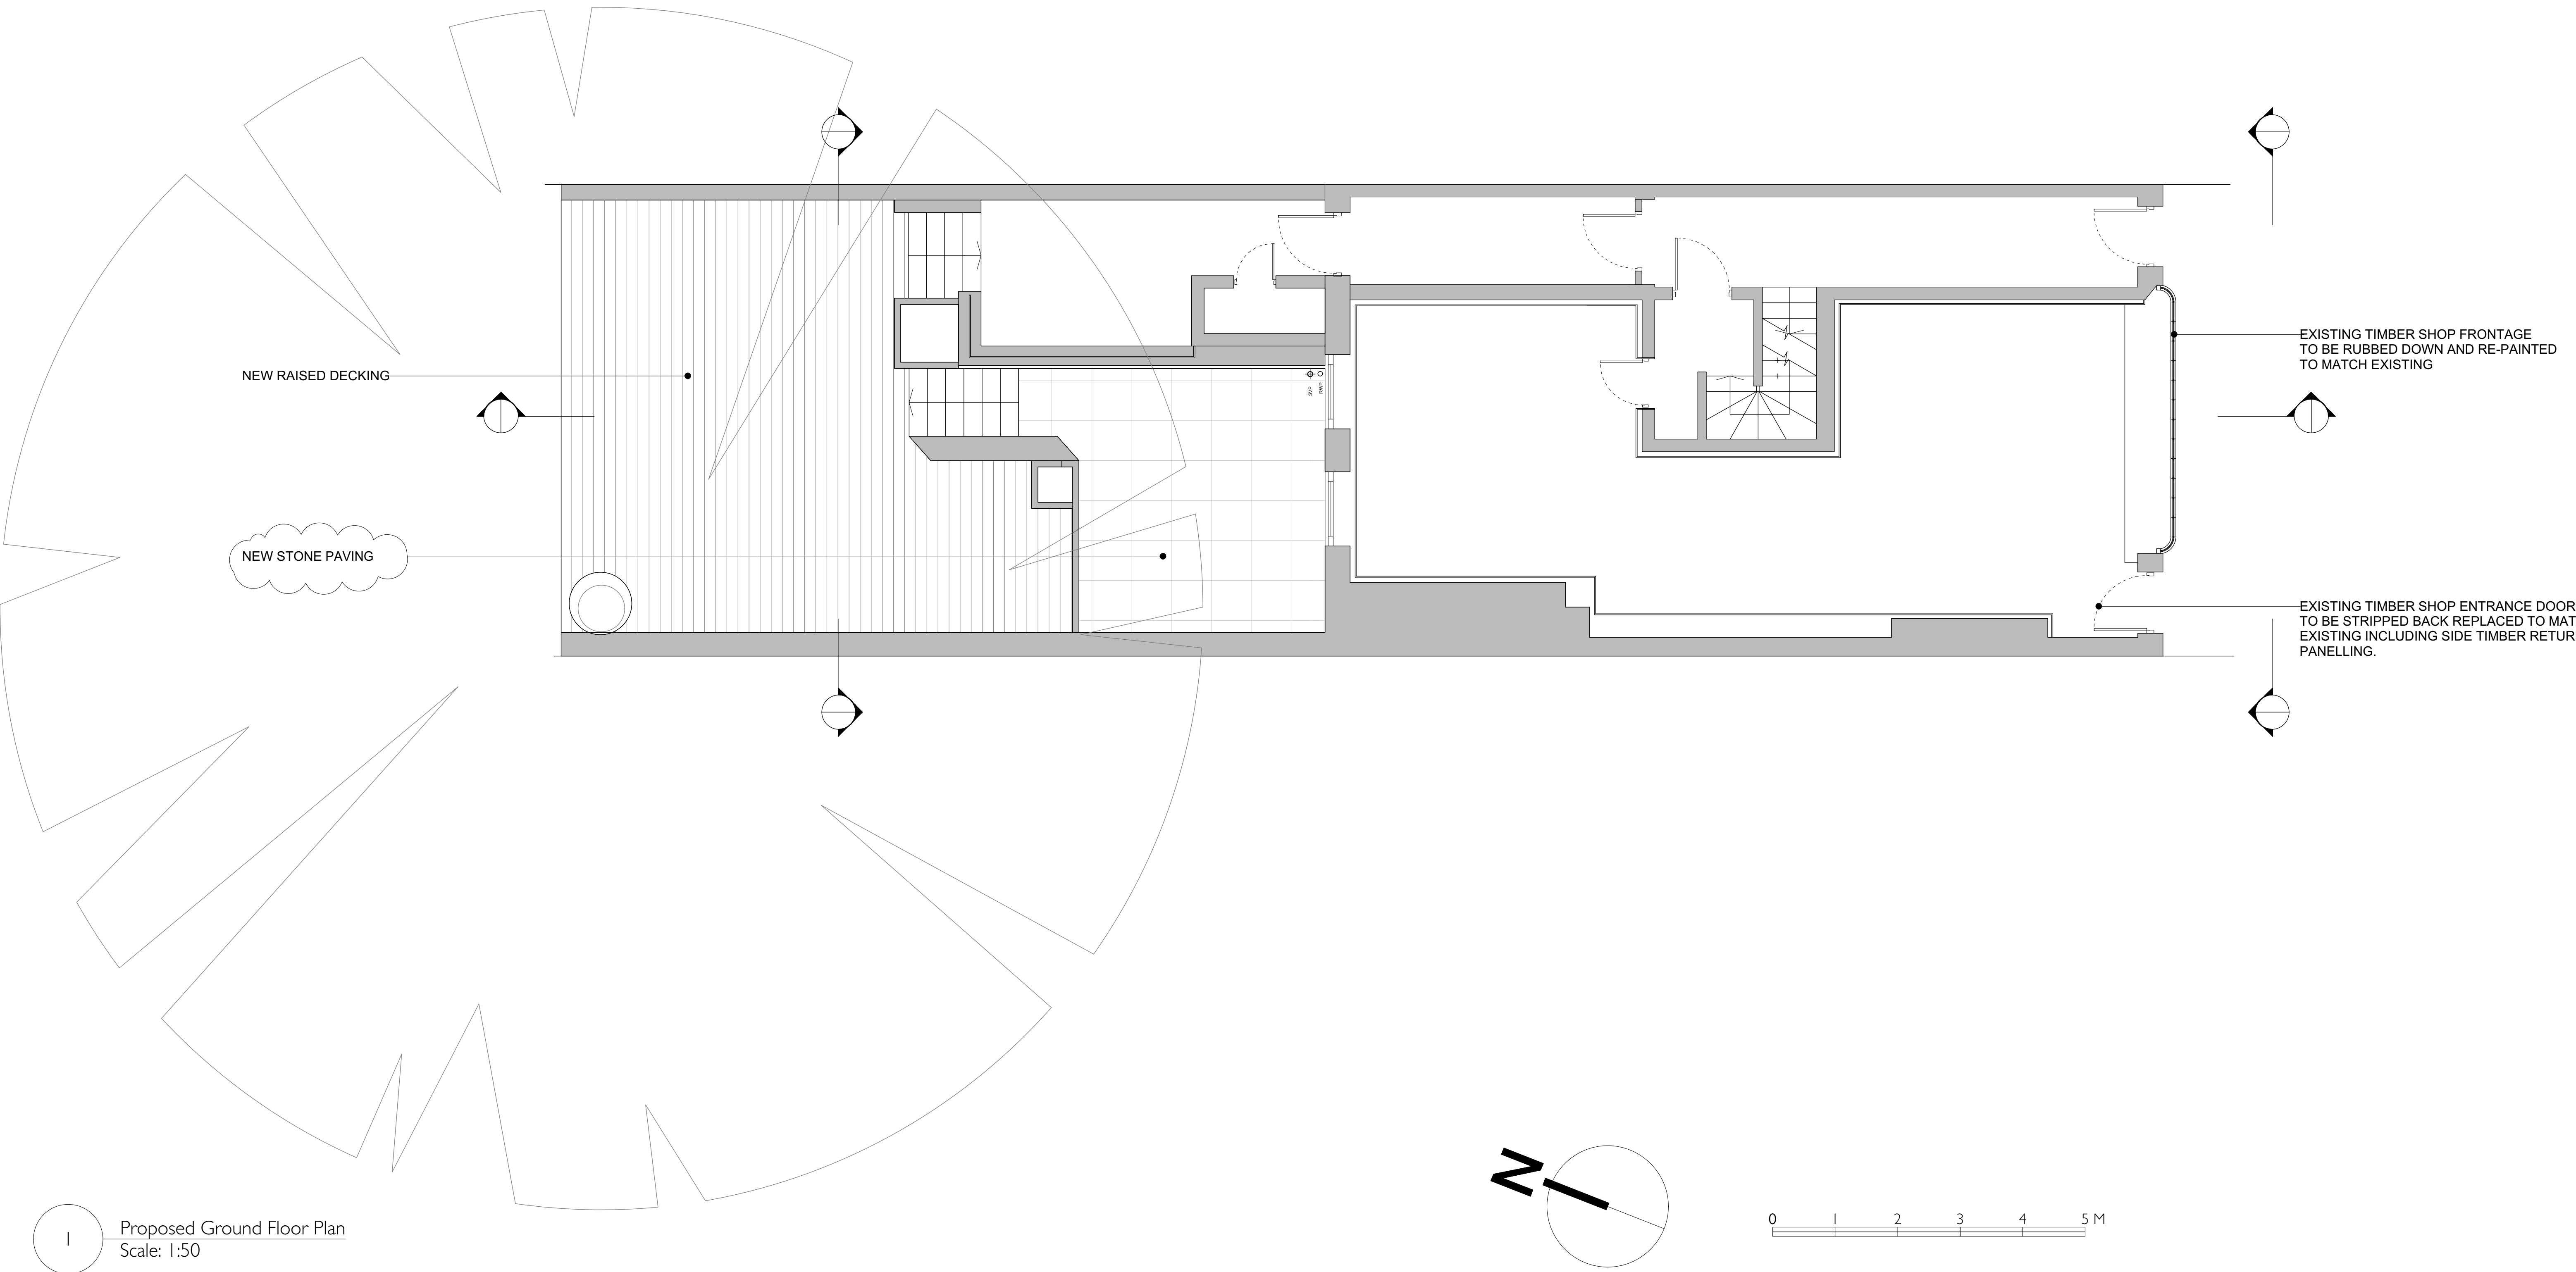 NEW RAISED DECKING
NEW STONE PAVING
SVP
RWP
EXISTING TIMBER SHOP FRONTAGE
TO BE RUBBED DOWN AND RE-PAINTED
TO MATCH EXISTING
EXISTING TIMBER SHOP ENTRANCE DOOR
TO BE STRIPPED BACK REPLACED TO MAT
EXISTING INCLUDING SIDE TIMBER RETUR
PANELLING.
N
0 1 2 3 4 5 M
1
Proposed Ground Floor Plan
Scale: 1:50